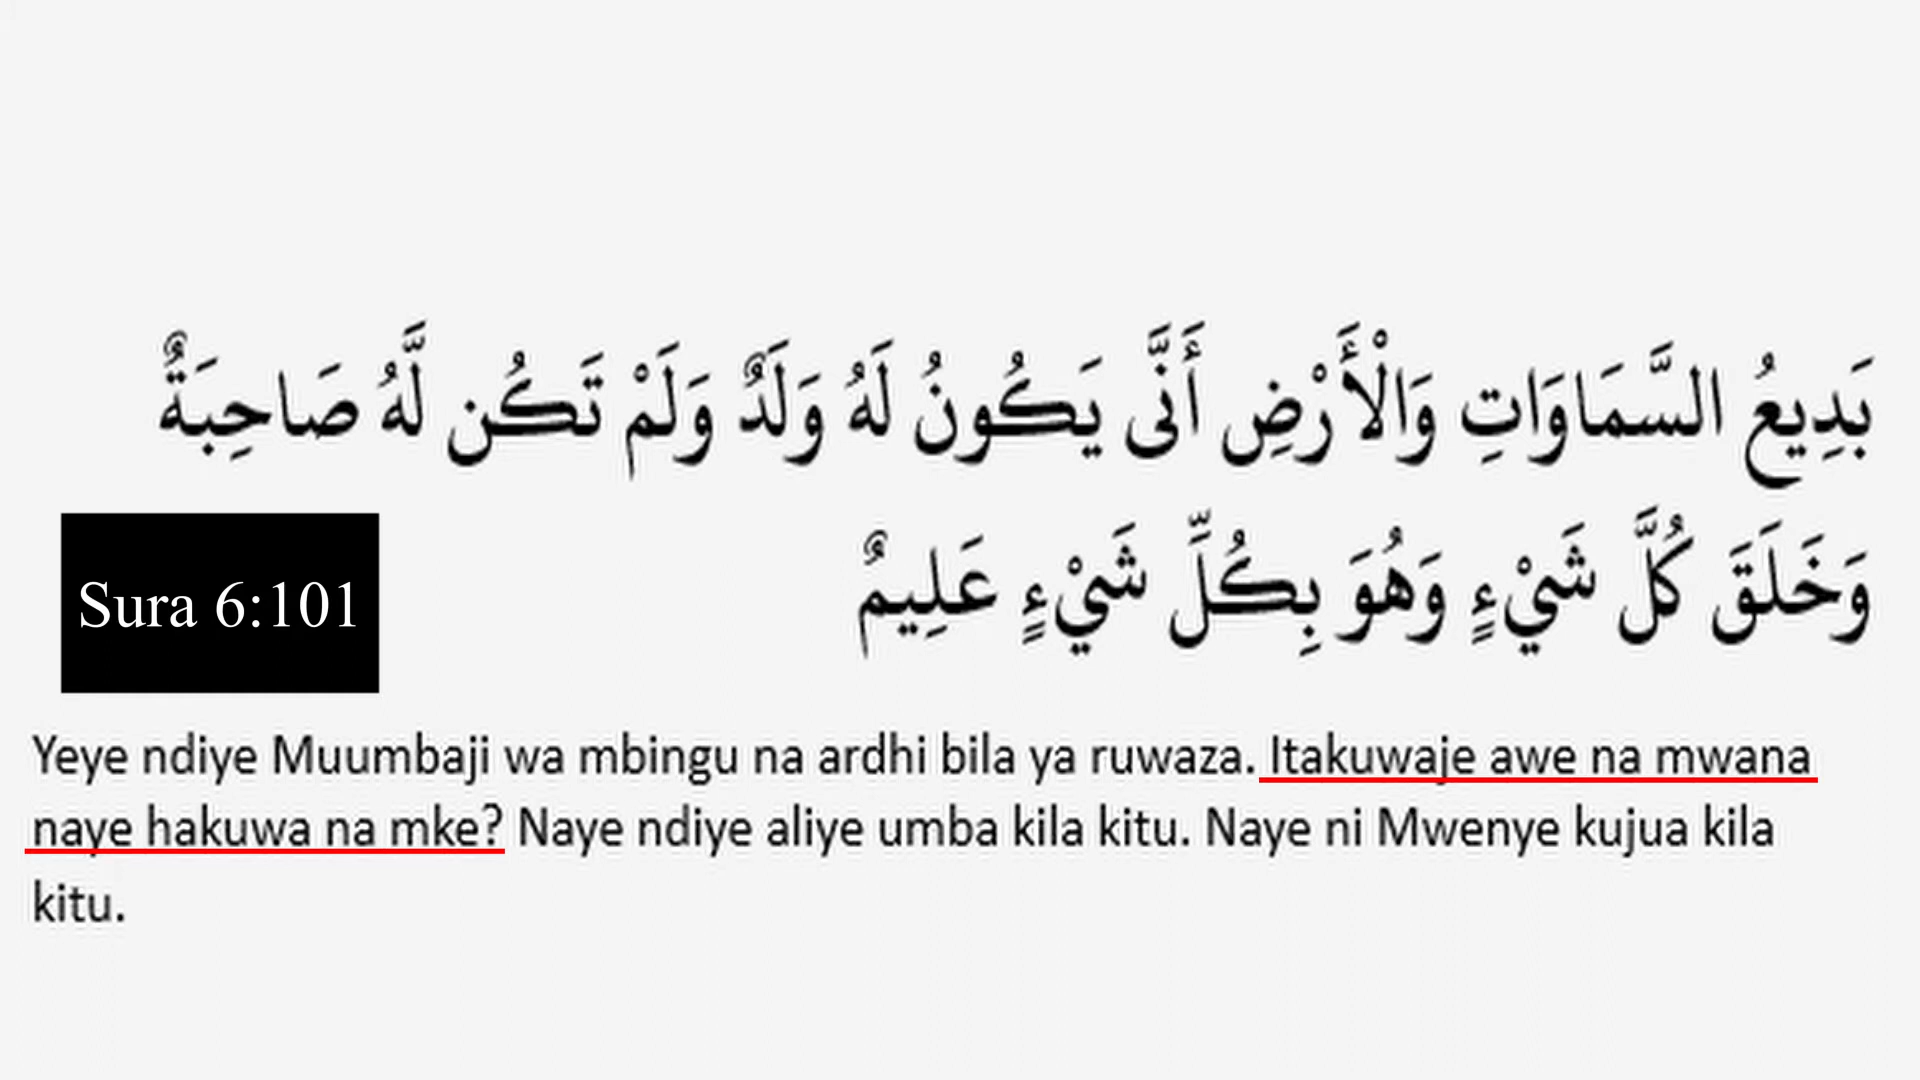 بَدِيعُ السَّمَاوَاتِ وَالْأَرْضِ أَنَّى يَكُونُ لَهُ وَلَدٌ وَلَمْ تَكُن لَّهُ صَاحِبَةٌ
وَخَلَقَ كُلَّ شَيْءٍ وَهُوَ بِكُلِّ شَيْءٍ عَلِيمٌ
Sura 6:101
Yeye ndiye Muumbaji wa mbingu na ardhi bila ya ruwaza. Itakuwaje awe na mwana
naye hakuwa na mke? Naye ndiye aliye umba kila kitu. Naye ni Mwenye kujua kila
kitu.